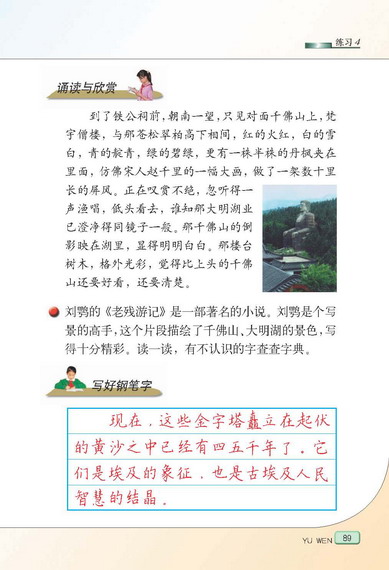 练习4
诵读与欣赏
到了铁公祠前，朝南一望，只见对面千佛山上，梵
宇僧楼，与那苍松翠柏高下相间，红的火红，白的雪
白，青的靛青，绿的碧绿，更有一株半株的丹枫夹在
里面，仿佛宋人赵千里的一幅大画，做了一架数十里
长的屏风。正在叹赏不绝，忽听得一
声渔唱，低头看去，谁知那大明湖业
已澄净得同镜子一般。那千佛山的倒
影映在湖里，显得明明白白。那楼台
树木，格外光彩，觉得比上头的千佛
山还要好看，还要清楚。
刘鹗的《老残游记》是一部著名的小说。刘鹗是个写
景的高手，这个片段描绘了千佛山、大明湖的景色，写
得十分精彩。读一读，有不认识的字查查字典。
写好钢笔字
现在，这些金字塔矗立在起伏
的黄沙之中已经有四五千年了。它
们是埃及的象征，也是古埃及人民
智慧的结晶。
YU WEN 89